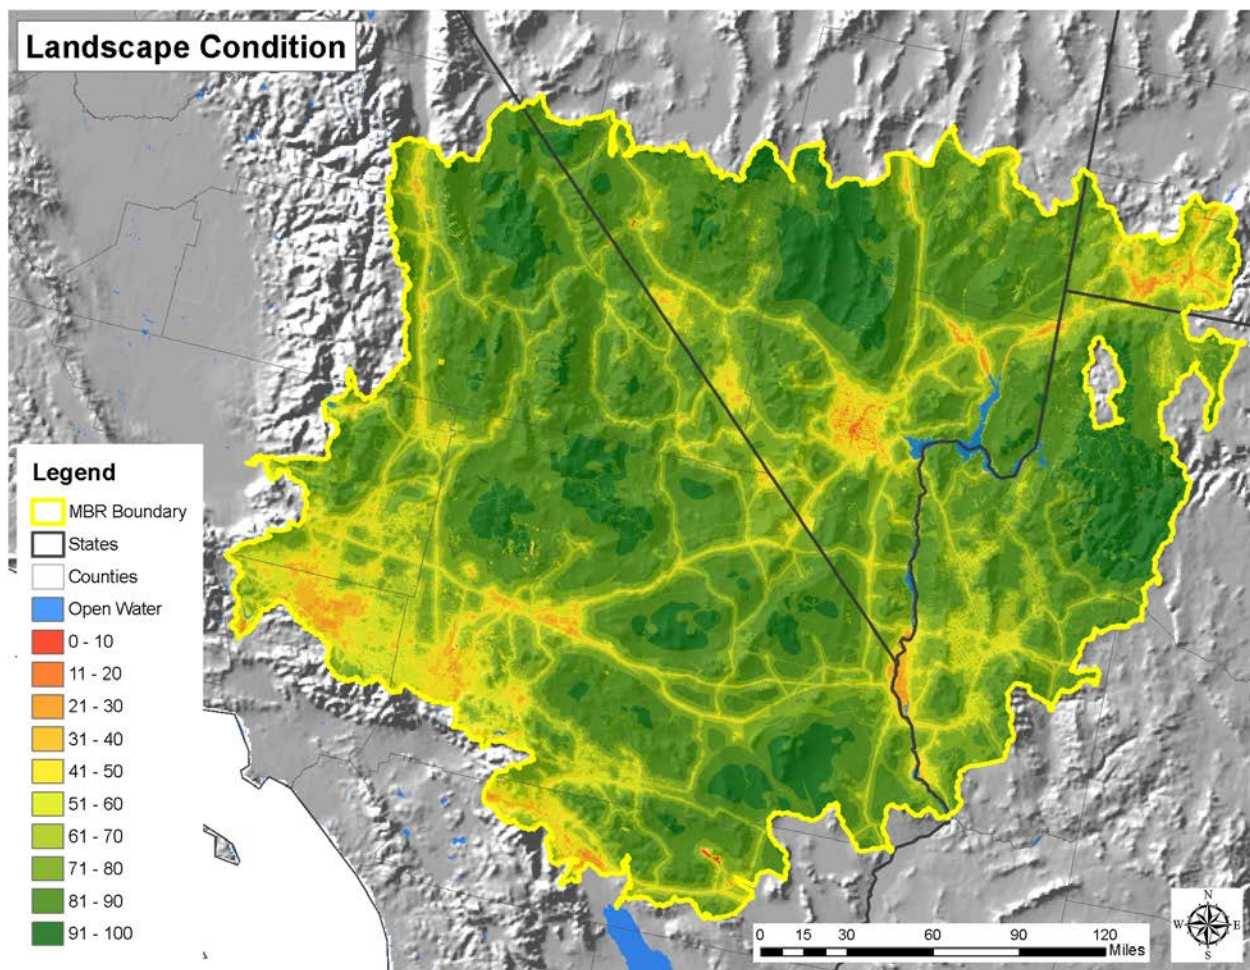 Landscape Condition
Legend
MBR Boundary
States
Counties
Open Water
0 - 10
11 - 20
21 - 30
31 - 40
41 - 50
51 - 60
61 - 70
71 - 80
81 - 90
91 - 100
0 15 30 60 90 120
Miles
N
W E
S